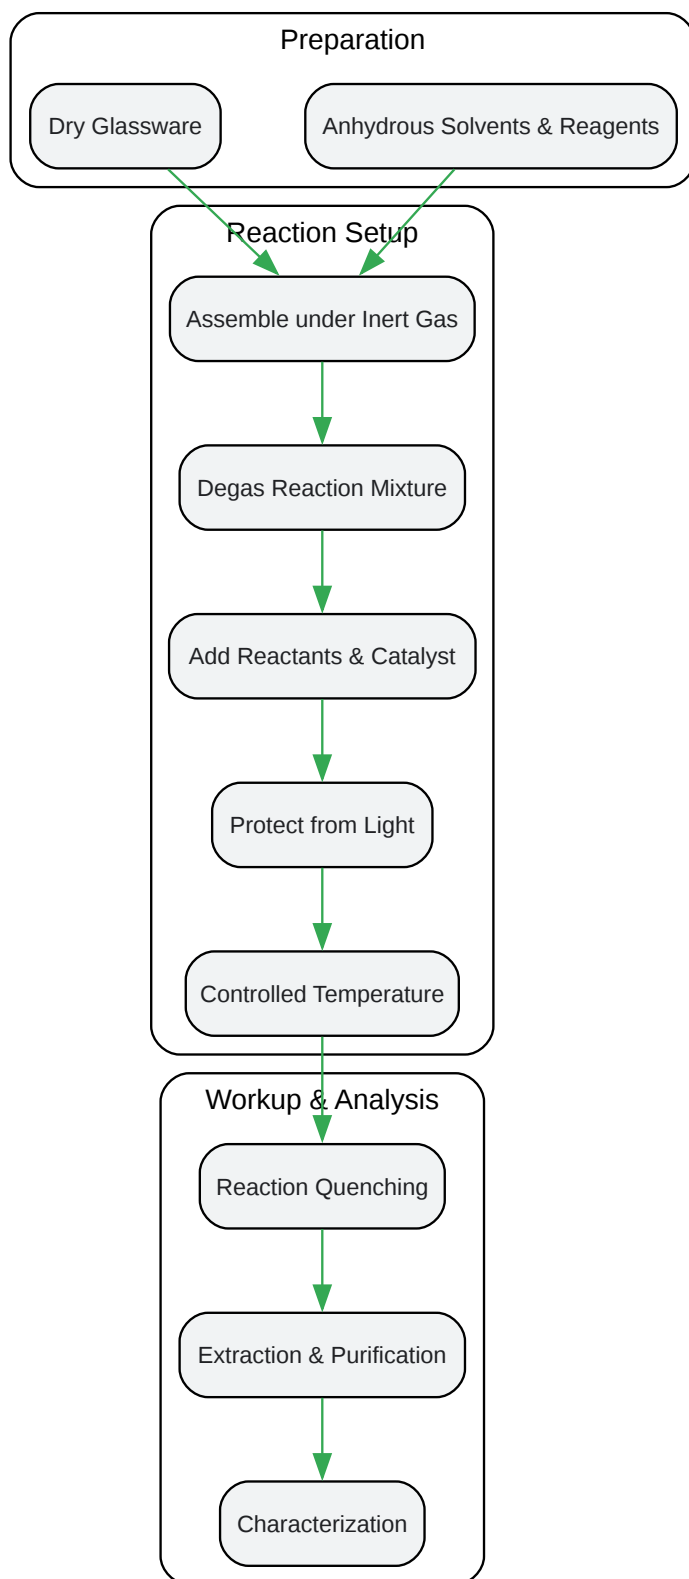 Preparation
Dry Glassware
Anhydrous Solvents & Reagents
Reaction Setup
Assemble under Inert Gas
Degas Reaction Mixture
Add Reactants & Catalyst
Protect from Light
Controlled Temperature
Workup & Analysis
Reaction Quenching
Extraction & Purification
Characterization